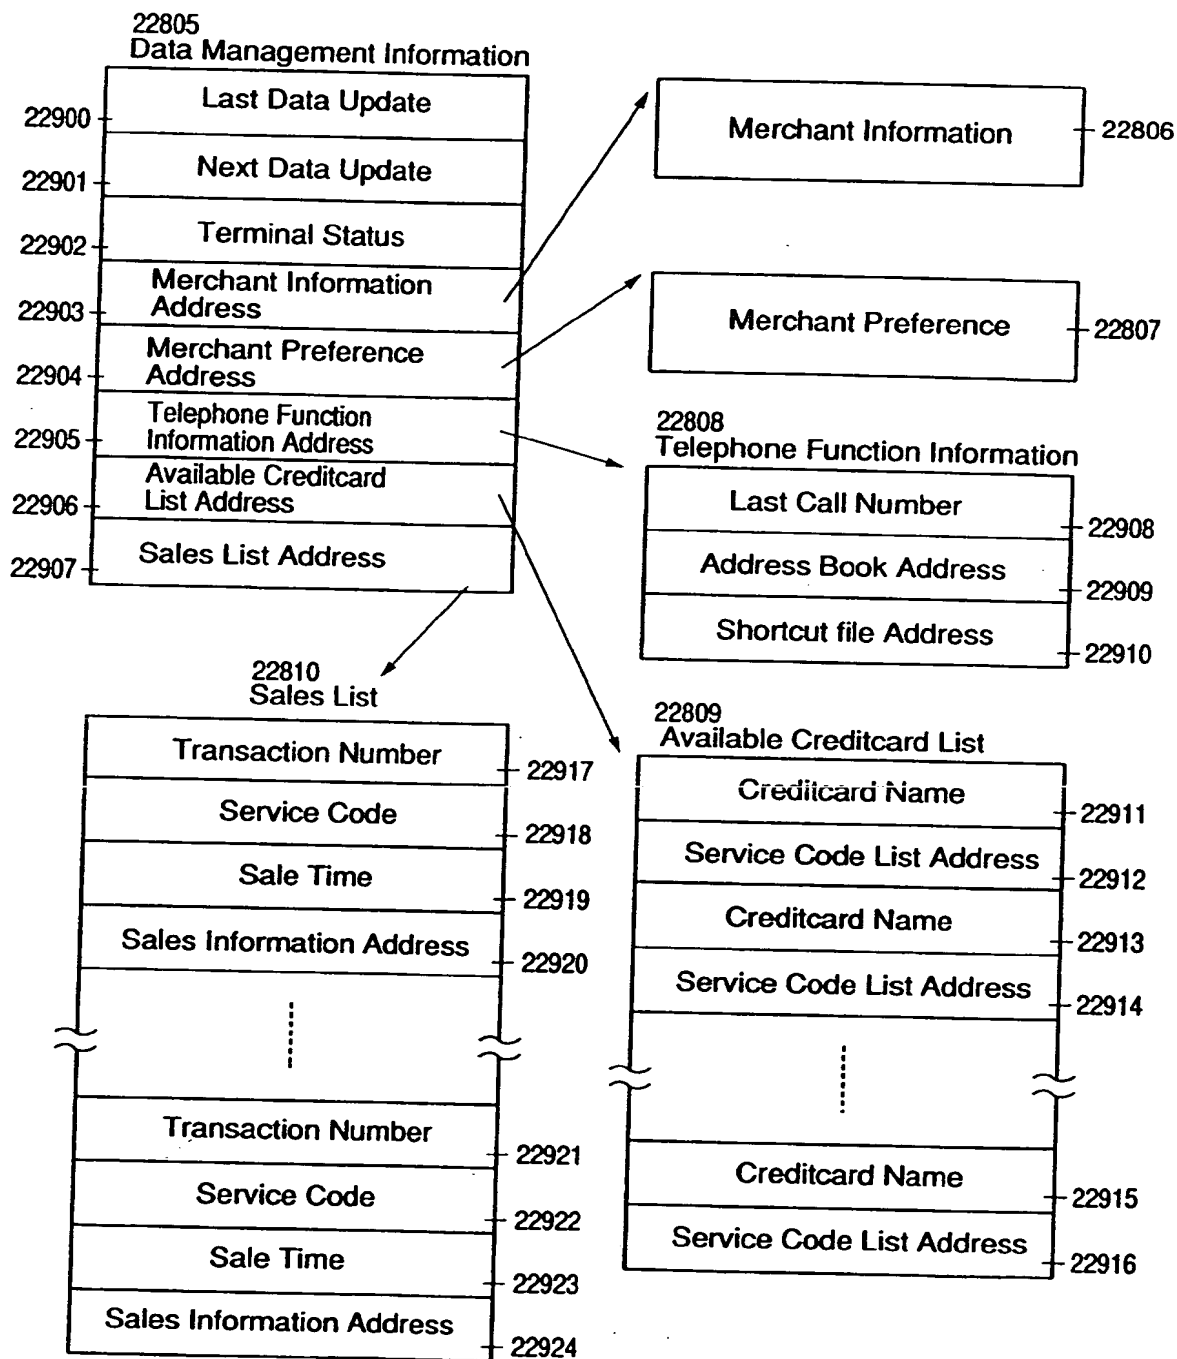 22805
Data Management Information
Last Data Update
22900
Next Data Update
22901
Terminal Status
22902
Merchant Information
Address
22903
Merchant Preference
Address
22904
Telephone Function
Information Address
22905
Available Creditcard
List Address
22906
Sales List Address
22907
Merchant Information
22806
Merchant Preference
22807
22808
Telephone Function Information
Last Call Number
22908
Address Book Address
22909
Shortcut file Address
22910
22810
Sales List
Transaction Number
22917
Service Code
22918
Sale Time
22919
Sales Information Address
22920
Transaction Number
22921
Service Code
22922
Sale Time
22923
Sales Information Address
22924
22809
Available Creditcard List
Creditcard Name
22911
Service Code List Address
22912
Creditcard Name
22913
Service Code List Address
22914
Creditcard Name
22915
Service Code List Address
22916